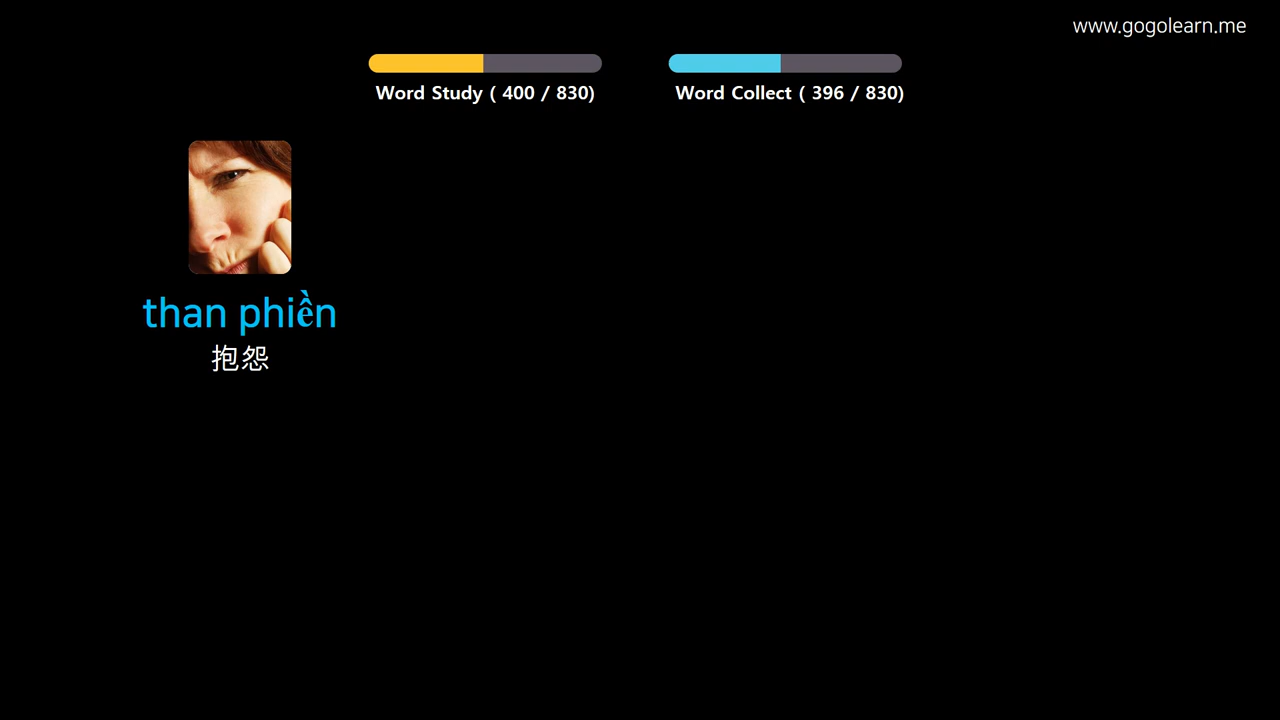 www.gogolearn.me
Word Study ( 400 / 830)
Word Collect ( 396 / 830)
than phiền
抱怨